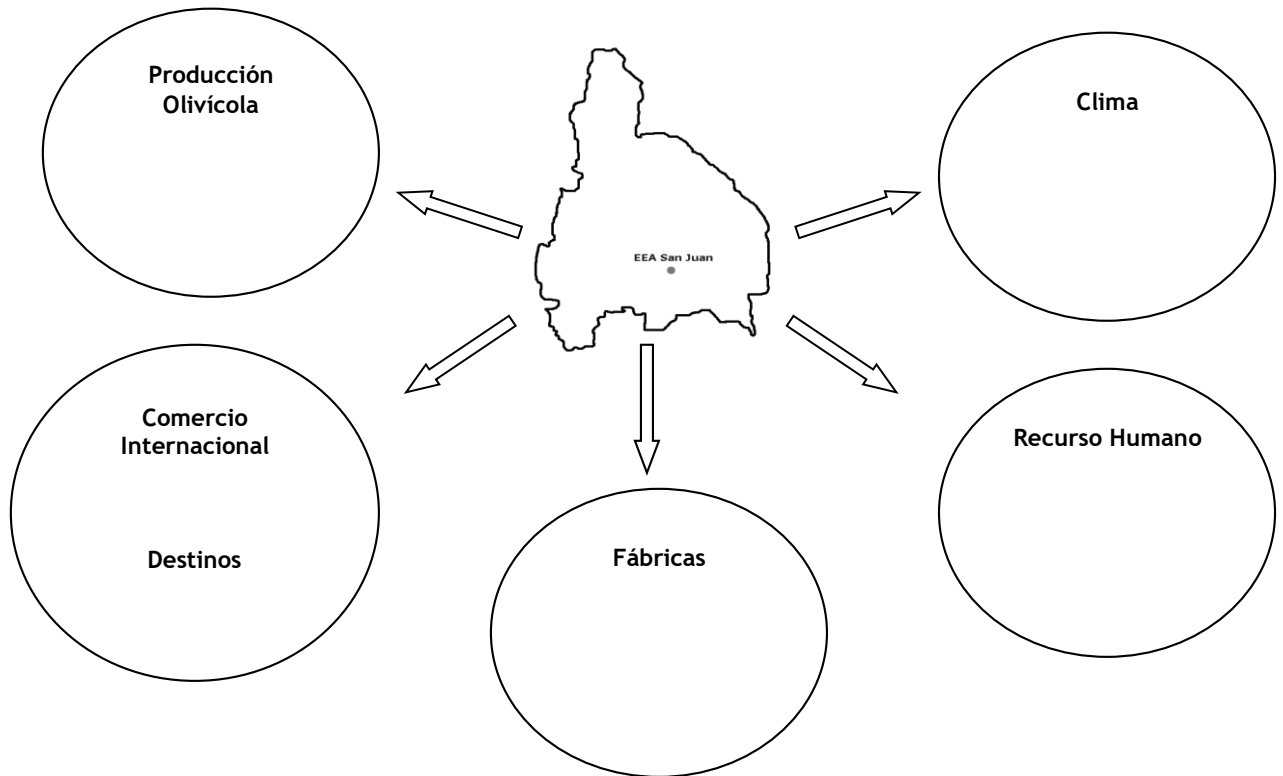 Producción
Olivícola
Clima
EEA San Juan
Comercio
Internacional
Destinos
Recurso Humano
Fábricas